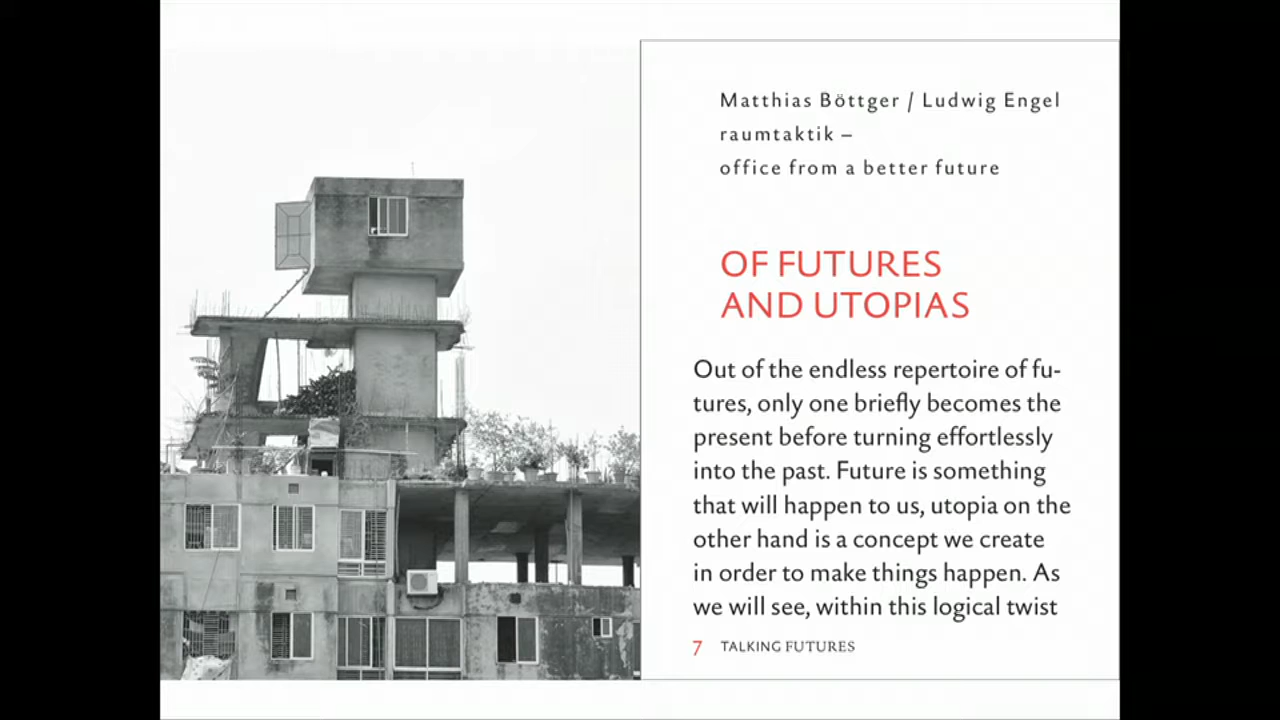 Matthias Böttger / Ludwig Engel
raumtaktik –
office from a better future
OF FUTURES
AND UTOPIAS
Out of the endless repertoire of fu-
tures, only one briefly becomes the
present before turning effortlessly
into the past. Future is something
that will happen to us, utopia on the
other hand is a concept we create
in order to make things happen. As
we will see, within this logical twist
7 TALKING FUTURES